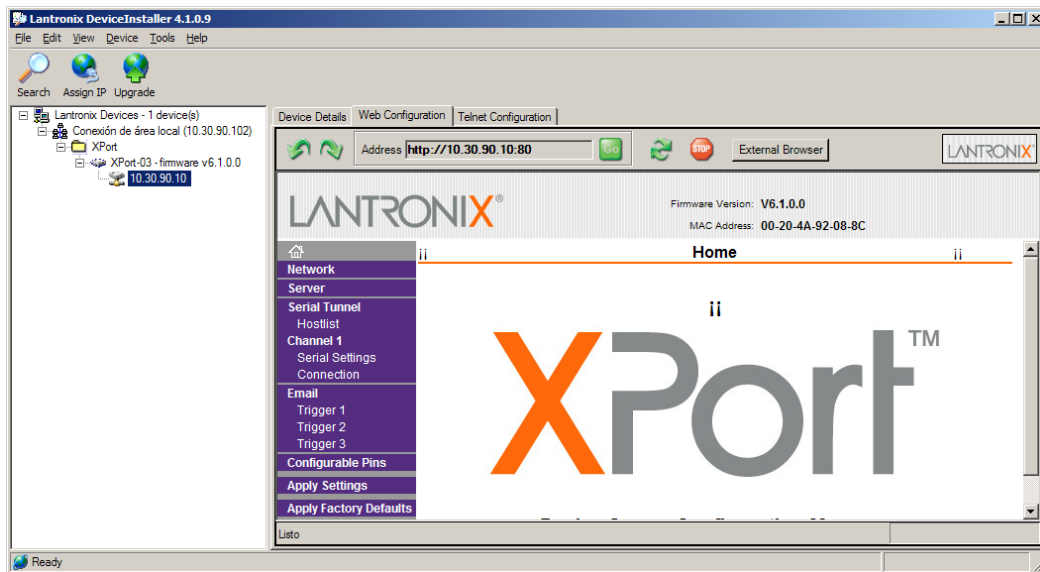 Lantronix DeviceInstaller 4.1.0.9
File Edit View Device Tools Help
Search Assign IP Upgrade
Lantronix Devices - 1 device(s)
Conexión de área local (10.30.90.102)
XPort
XPort-03 - firmware v6.1.0.0
10.30.90.10
Device Details Web Configuration Telnet Configuration
Address http://10.30.90.10:80 Go STOP External Browser LANTRONIX
LANTRONIX®
Firmware Version: V6.1.0.0
MAC Address: 00-20-4A-92-08-8C
¡¡ Home ¡¡
Network
Server
Serial Tunnel
Hostlist
Channel 1
Serial Settings
Connection
Email
Trigger 1
Trigger 2
Trigger 3
Configurable Pins
Apply Settings
Apply Factory Defaults
¡¡
XPort™
Listo
Ready